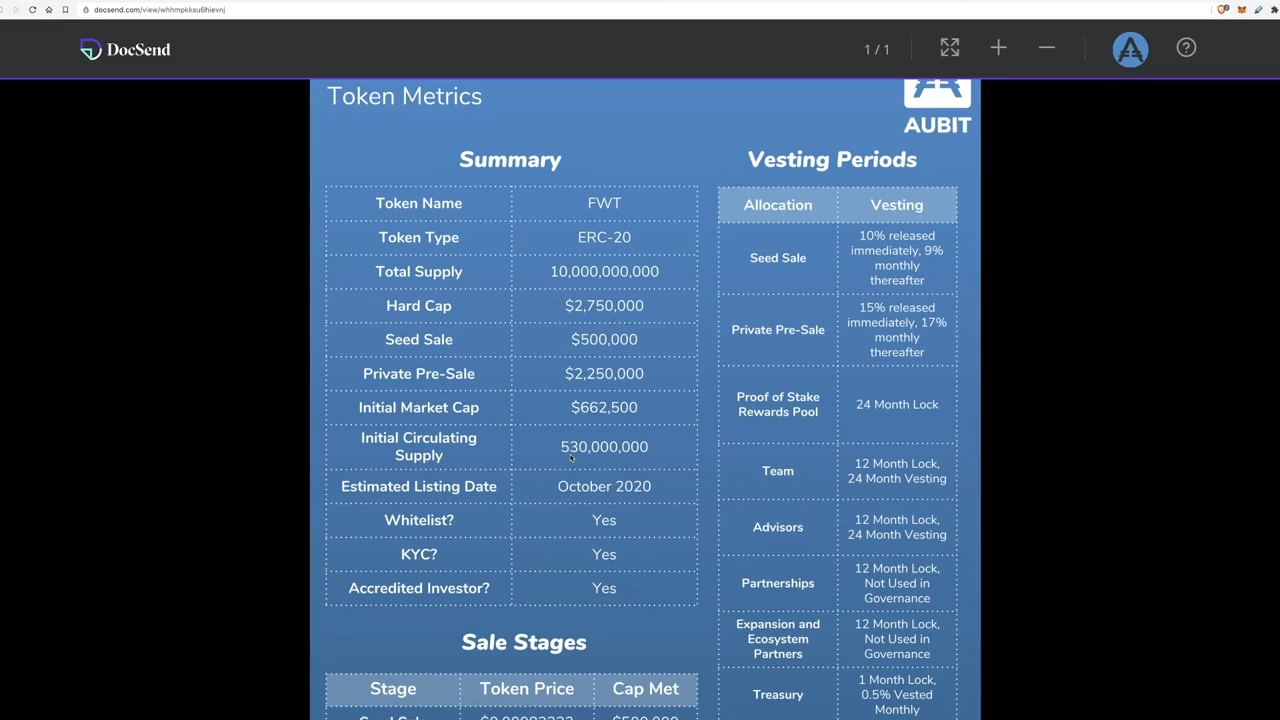 docsend.com/view/whhmpkksu6hievnj
DocSend
1 / 1
Token Metrics
AUBIT
Summary
Token Name FWT
Token Type ERC-20
Total Supply 10,000,000,000
Hard Cap $2,750,000
Seed Sale $500,000
Private Pre-Sale $2,250,000
Initial Market Cap $662,500
Initial Circulating
Supply
530,000,000
Estimated Listing Date October 2020
Whitelist? Yes
KYC? Yes
Accredited Investor? Yes
Sale Stages
Stage Token Price Cap Met
Vesting Periods
Allocation Vesting
Seed Sale
10% released
immediately, 9%
monthly
thereafter
Private Pre-Sale
15% released
immediately, 17%
monthly
thereafter
Proof of Stake
Rewards Pool
24 Month Lock
Team
12 Month Lock,
24 Month Vesting
Advisors
12 Month Lock,
24 Month Vesting
Partnerships
12 Month Lock,
Not Used in
Governance
Expansion and
Ecosystem
Partners
12 Month Lock,
Not Used in
Governance
Treasury
1 Month Lock,
0.5% Vested
Monthly